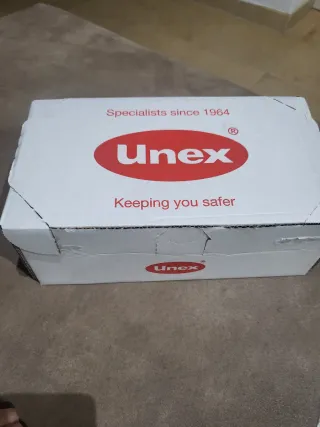 Specialists since 1964
Unex®
Keeping you safer
Unex®